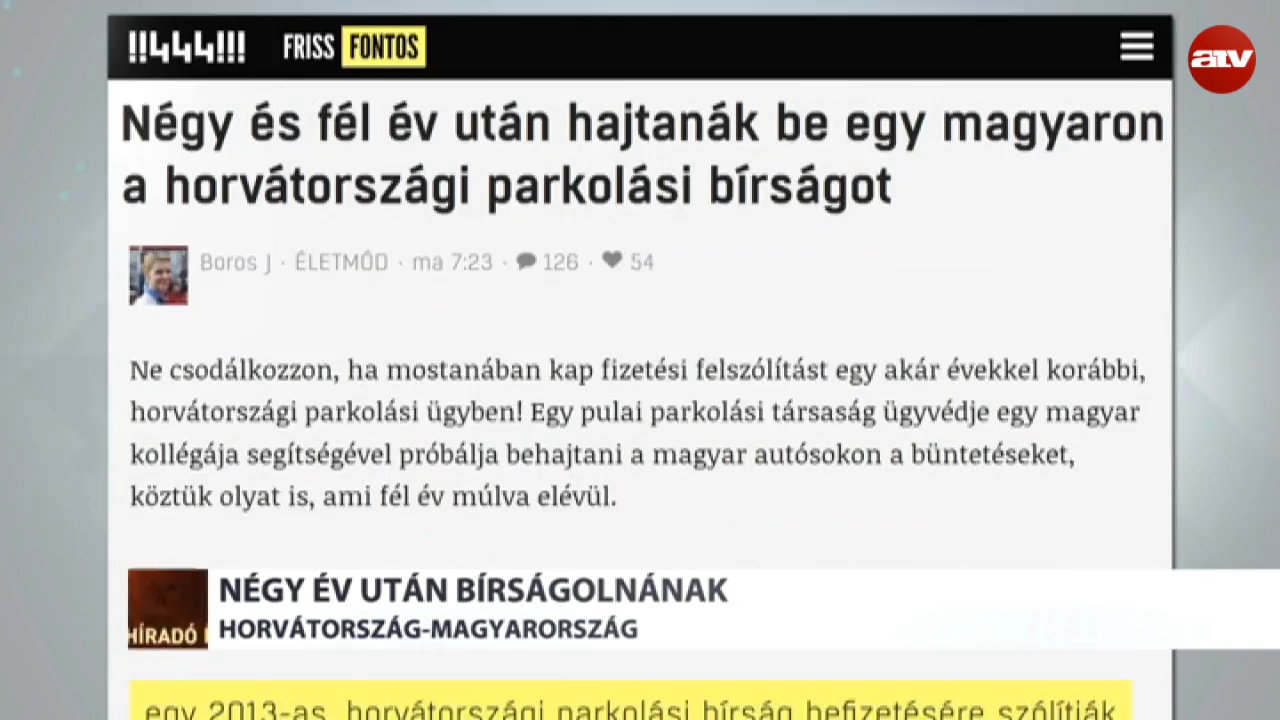 !!444!!! FRISS FONTOS
atv
Négy és fél év után hajtanák be egy magyaron
a horvátországi parkolási bírságot
Boros J · ÉLETMÓD · ma 7:23 · 126 · 54
Ne csodálkozzon, ha mostanában kap fizetési felszólítást egy akár évekkel korábbi,
horvátországi parkolási ügyben! Egy pulai parkolási társaság ügyvédje egy magyar
kollégája segítségével próbálja behajtani a magyar autósokon a büntetéseket,
köztük olyat is, ami fél év múlva elévül.
NÉGY ÉV UTÁN BÍRSÁGOLNÁNAK
HÍRADÓ HORVÁTORSZÁG-MAGYARORSZÁG
egy 2013-as, horvátországi parkolási bírság befizetésére szólítják